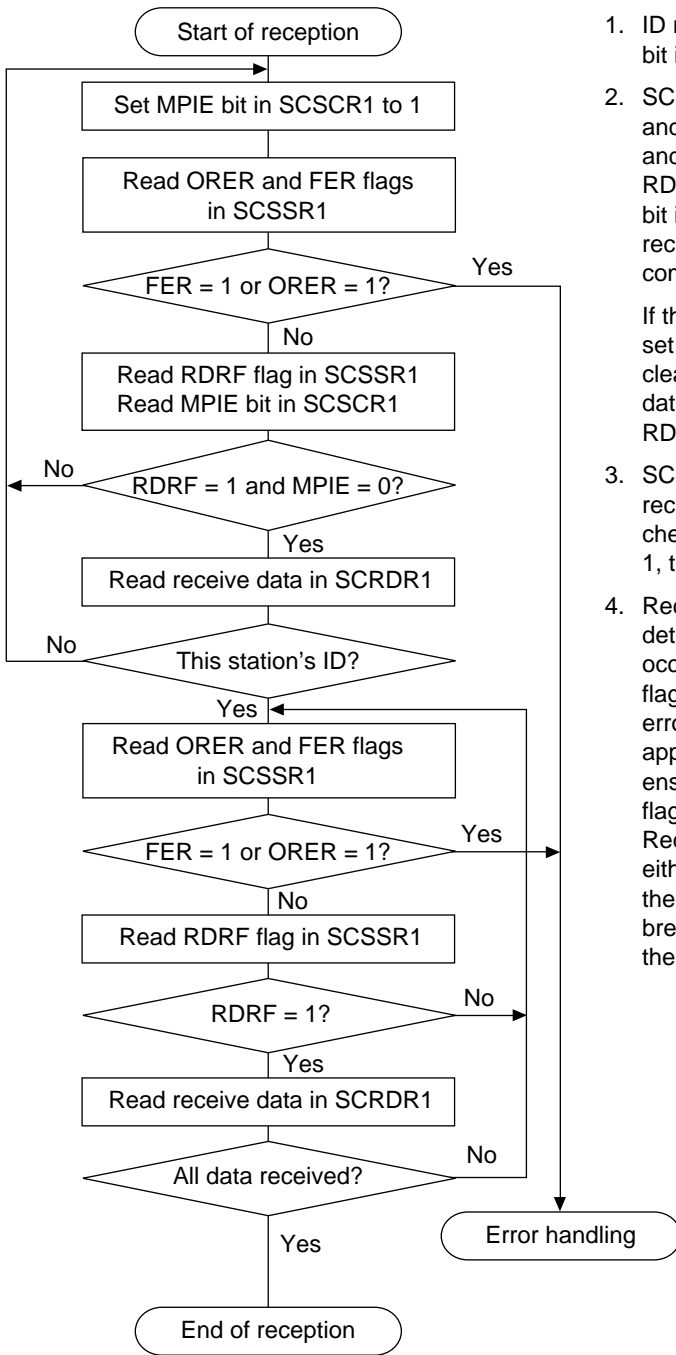 Start of reception
Set MPIE bit in SCSCR1 to 1
Read ORER and FER flags
in SCSSR1
FER = 1 or ORER = 1?
Yes
No
Read RDRF flag in SCSSR1
Read MPIE bit in SCSCR1
No
RDRF = 1 and MPIE = 0?
Yes
Read receive data in SCRDR1
No
This station's ID?
Yes
Read ORER and FER flags
in SCSSR1
FER = 1 or ORER = 1?
Yes
No
Read RDRF flag in SCSSR1
RDRF = 1?
No
Yes
Read receive data in SCRDR1
All data received?
No
Yes
Error handling
End of reception
1. ID
bit i
2. SC
and
and
RD
bit i
rec
con
If th
set
clea
dat
RD
3. SC
rec
che
1, t
4. Rec
det
occ
flag
erro
app
ens
flag
Rec
eith
the
bre
the